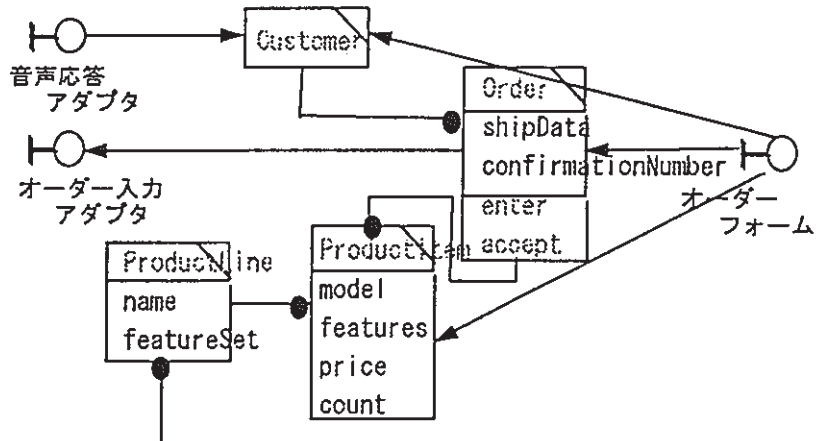 Customer
音声応答
アダプタ
Order
shipData
confirmationNumber
enter
accept
オーダー入力
アダプタ
オーダー
フォーム
ProductLine
name
featureSet
ProductItem
model
features
price
count